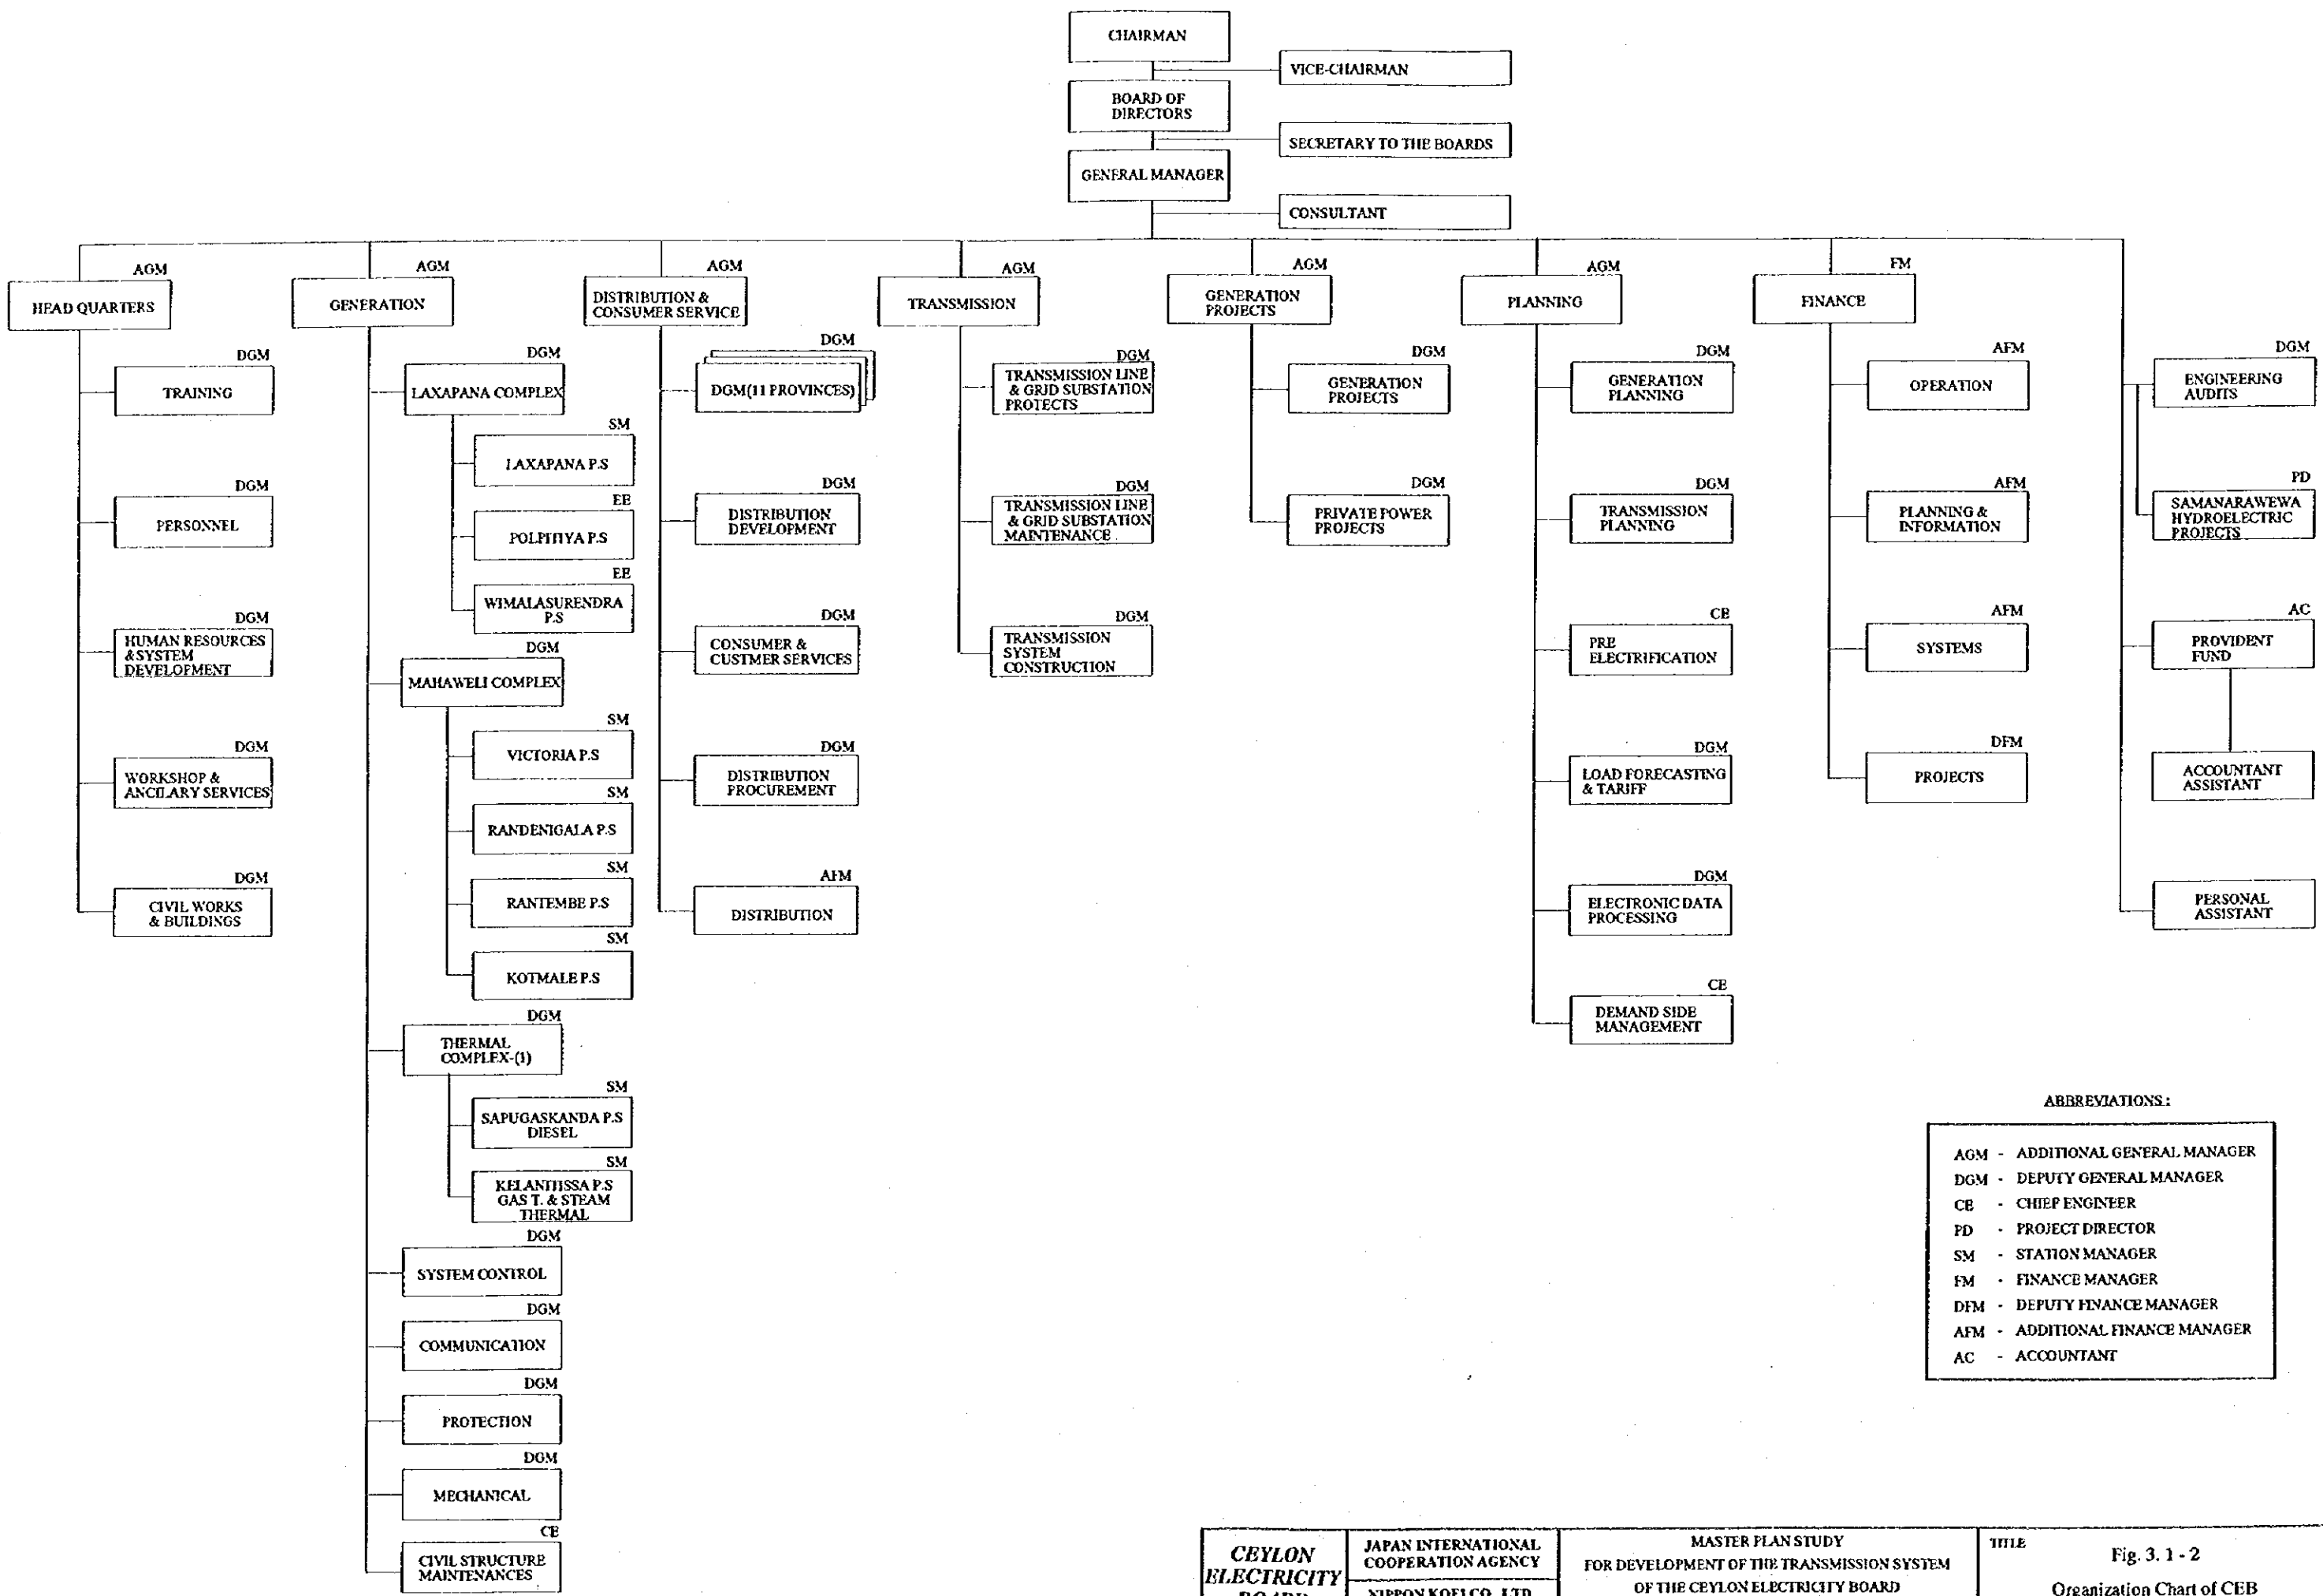 CHAIRMAN
VICE-CHAIRMAN
BOARD OF
DIRECTORS
SECRETARY TO THE BOARDS
GENERAL MANAGER
CONSULTANT
AGM
HEAD QUARTERS
DGM
TRAINING
DGM
PERSONNEL
DGM
HUMAN RESOURCES
&SYSTEM
DEVELOPMENT
DGM
WORKSHOP &
ANCILARY SERVICES
DGM
CIVIL WORKS
& BUILDINGS
AGM
GENERATION
DGM
LAXAPANA COMPLEX
SM
LAXAPANA P.S
EE
POLPITIYA P.S
EE
WIMALASURENDRA
P.S
DGM
MAHAWELI COMPLEX
SM
VICTORIA P.S
SM
RANDENIGALA P.S
SM
RANTEMBE P.S
SM
KOTMALE P.S
DGM
THERMAL
COMPLEX-(1)
SM
SAPUGASKANDA P.S
DIESEL
SM
KELANITISSA P.S
GAS T. & STEAM
THERMAL
DGM
SYSTEM CONTROL
DGM
COMMUNICATION
DGM
PROTECTION
DGM
MECHANICAL
CE
CIVIL STRUCTURE
MAINTENANCES
AGM
DISTRIBUTION &
CONSUMER SERVICE
DGM
DGM(11 PROVINCES)
DGM
DISTRIBUTION
DEVELOPMENT
DGM
CONSUMER &
CUSTMER SERVICES
DGM
DISTRIBUTION
PROCUREMENT
AFM
DISTRIBUTION
AGM
TRANSMISSION
DGM
TRANSMISSION LINE
& GRID SUBSTATION
PROTECTS
DGM
TRANSMISSION LINE
& GRID SUBSTATION
MAINTENANCE
DGM
TRANSMISSION
SYSTEM
CONSTRUCTION
AGM
GENERATION
PROJECTS
DGM
GENERATION
PROJECTS
DGM
PRIVATE POWER
PROJECTS
AGM
PLANNING
DGM
GENERATION
PLANNING
DGM
TRANSMISSION
PLANNING
CE
PRE
ELECTRIFICATION
DGM
LOAD FORECASTING
& TARIFF
DGM
ELECTRONIC DATA
PROCESSING
CE
DEMAND SIDE
MANAGEMENT
FM
FINANCE
AFM
OPERATION
AFM
PLANNING &
INFORMATION
AFM
SYSTEMS
DFM
PROJECTS
DGM
ENGINEERING
AUDITS
PD
SAMANARAWEWA
HYDROELECTRIC
PROJECTS
AC
PROVIDENT
FUND
ACCOUNTANT
ASSISTANT
PERSONAL
ASSISTANT
ABBREVIATIONS :
AGM - ADDITIONAL GENERAL MANAGER
DGM - DEPUTY GENERAL MANAGER
CE - CHIEF ENGINEER
PD - PROJECT DIRECTOR
SM - STATION MANAGER
FM - FINANCE MANAGER
DFM - DEPUTY FINANCE MANAGER
AFM - ADDITIONAL FINANCE MANAGER
AC - ACCOUNTANT
CEYLON
ELECTRICITY
BOARD
JAPAN INTERNATIONAL
COOPERATION AGENCY
NIPPON KOEI CO., LTD
MASTER PLAN STUDY
FOR DEVELOPMENT OF THE TRANSMISSION SYSTEM
OF THE CEYLON ELECTRICITY BOARD
TITLE
Fig. 3. 1 - 2
Organization Chart of CEB